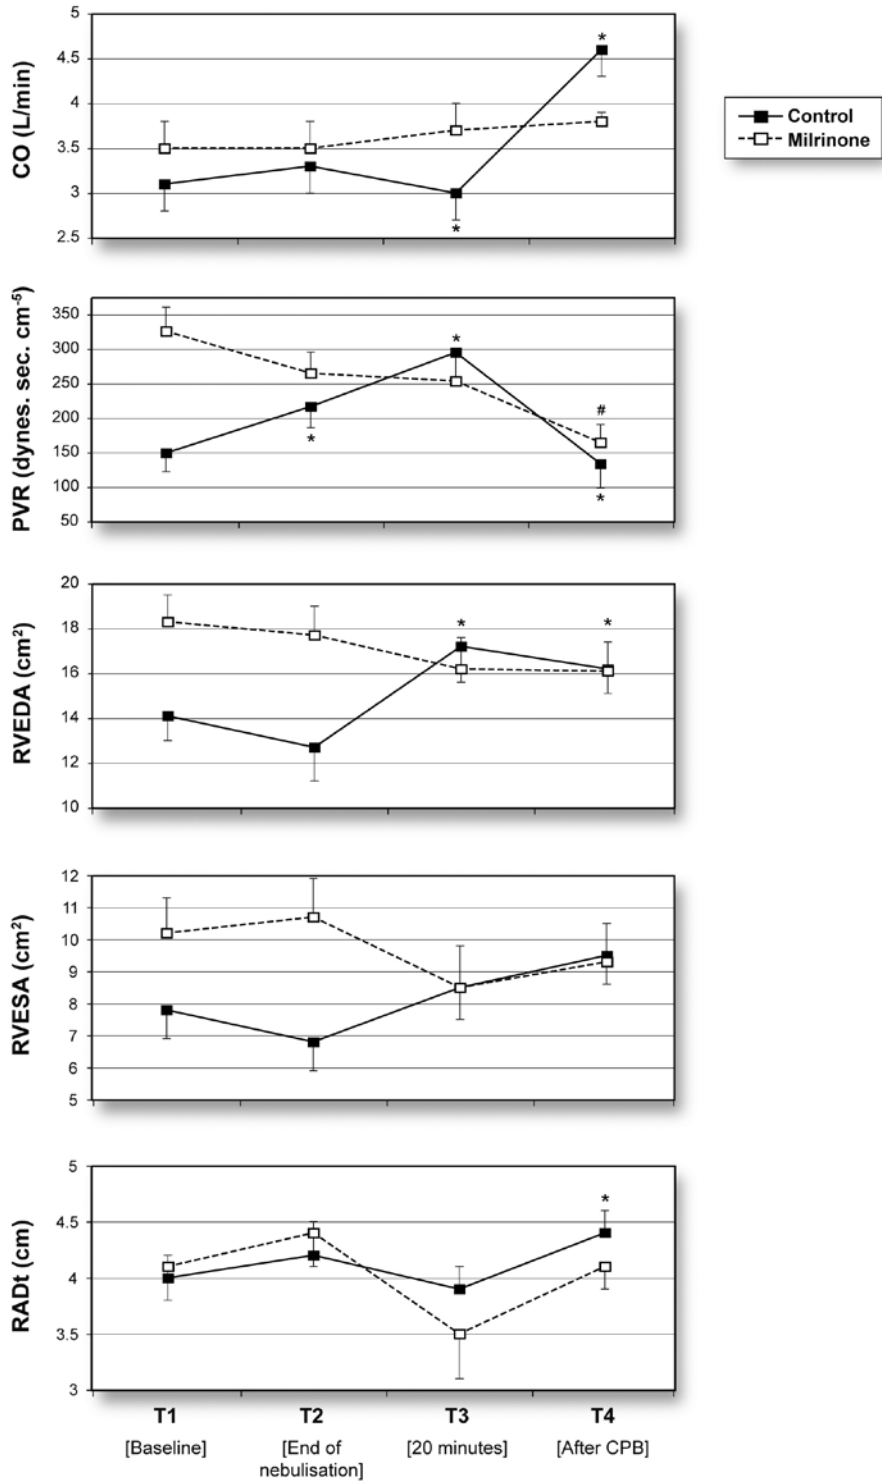 CO (L/min)
5
4.5
4
3.5
3
2.5
*
*
Control
Milrinone
PVR (dynes. sec. cm⁻⁵)
350
300
250
200
150
100
50
*
*
#
*
RVEDA (cm²)
20
18
16
14
12
10
*
*
RVESA (cm²)
12
11
10
9
8
7
6
5
RADt (cm)
5
4.5
4
3.5
3
*
T1
T2
T3
T4
[Baseline]
[End of
nebulisation]
[20 minutes]
[After CPB]